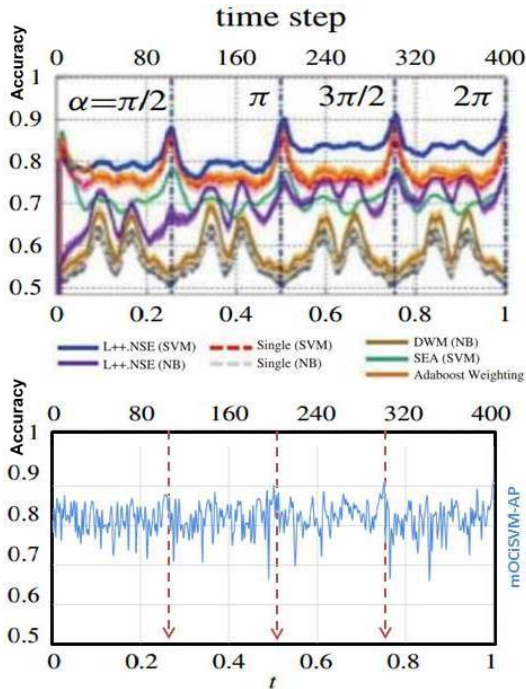 time step
0 80 160 240 320 400
Accuracy
1
0.9
0.8
0.7
0.6
0.5
α=π/2 π 3π/2 2π
0 0.2 0.4 0.6 0.8 1
L++.NSE (SVM) Single (SVM) DWM (NB)
L++.NSE (NB) Single (NB) SEA (SVM)
Adaboost Weighting
0 80 160 240 320 400
Accuracy
1
0.9
0.8
0.7
0.6
0.5
mOCiSVM-AP
0 0.2 0.4 0.6 0.8 1
t